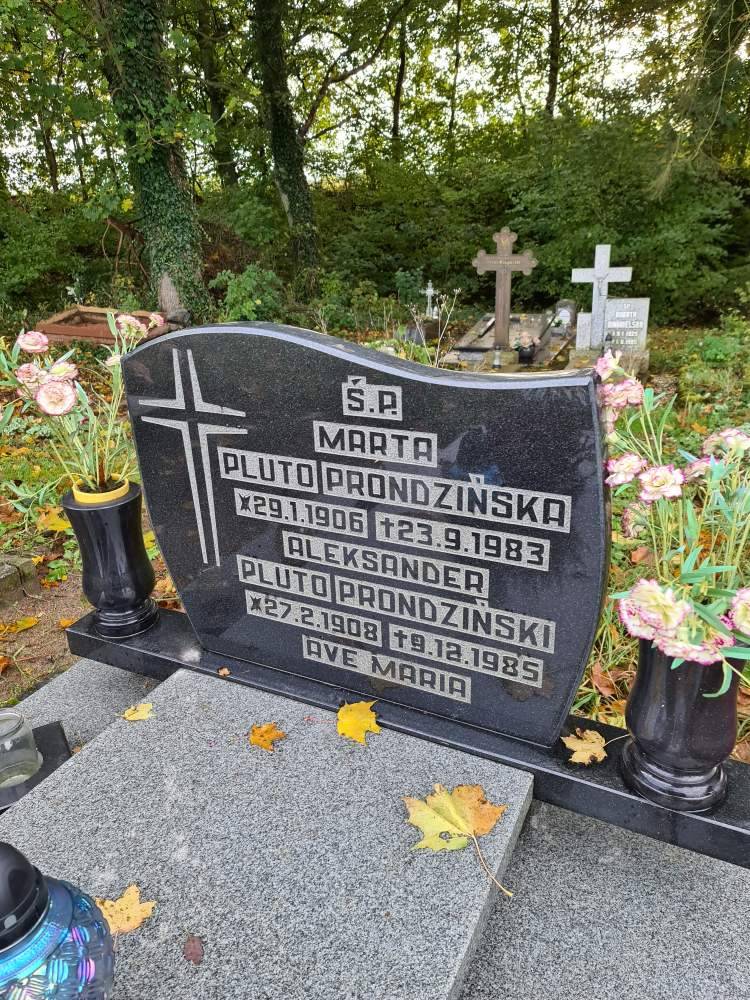 Ś.P.
MARTA
PLUTO PRONDZIŃSKA
*29.1.1906 †23.9.1983
ALEKSANDER
PLUTO PRONDZIŃSKI
*27.2.1908 †9.12.1985
AVE MARIA